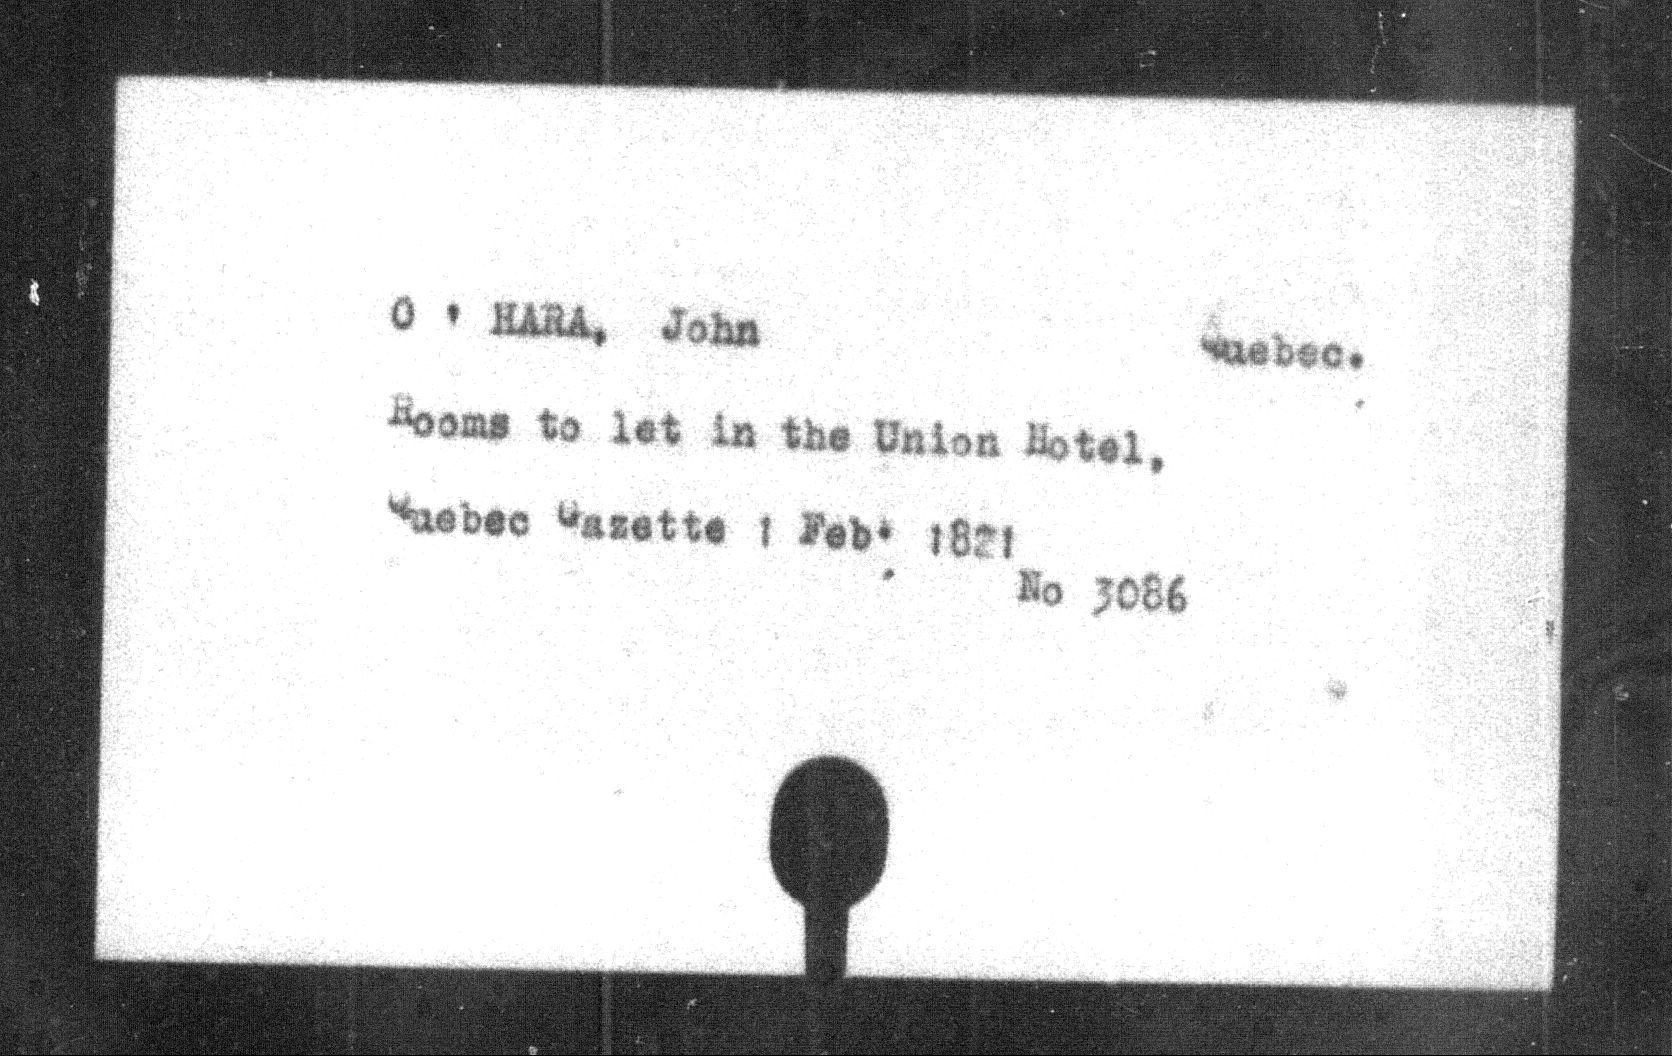 O ' HARA, John Quebec.
Rooms to let in the Union Hotel,
Quebec Gazette 1 Feb. 1821
No 3086